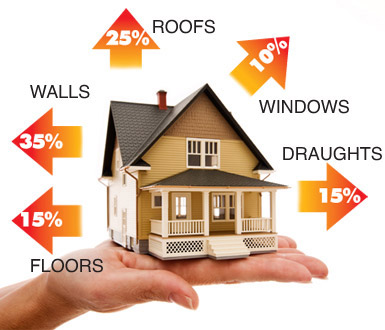 25% ROOFS
10%
WINDOWS
WALLS
35%
DRAUGHTS
15%
15%
FLOORS